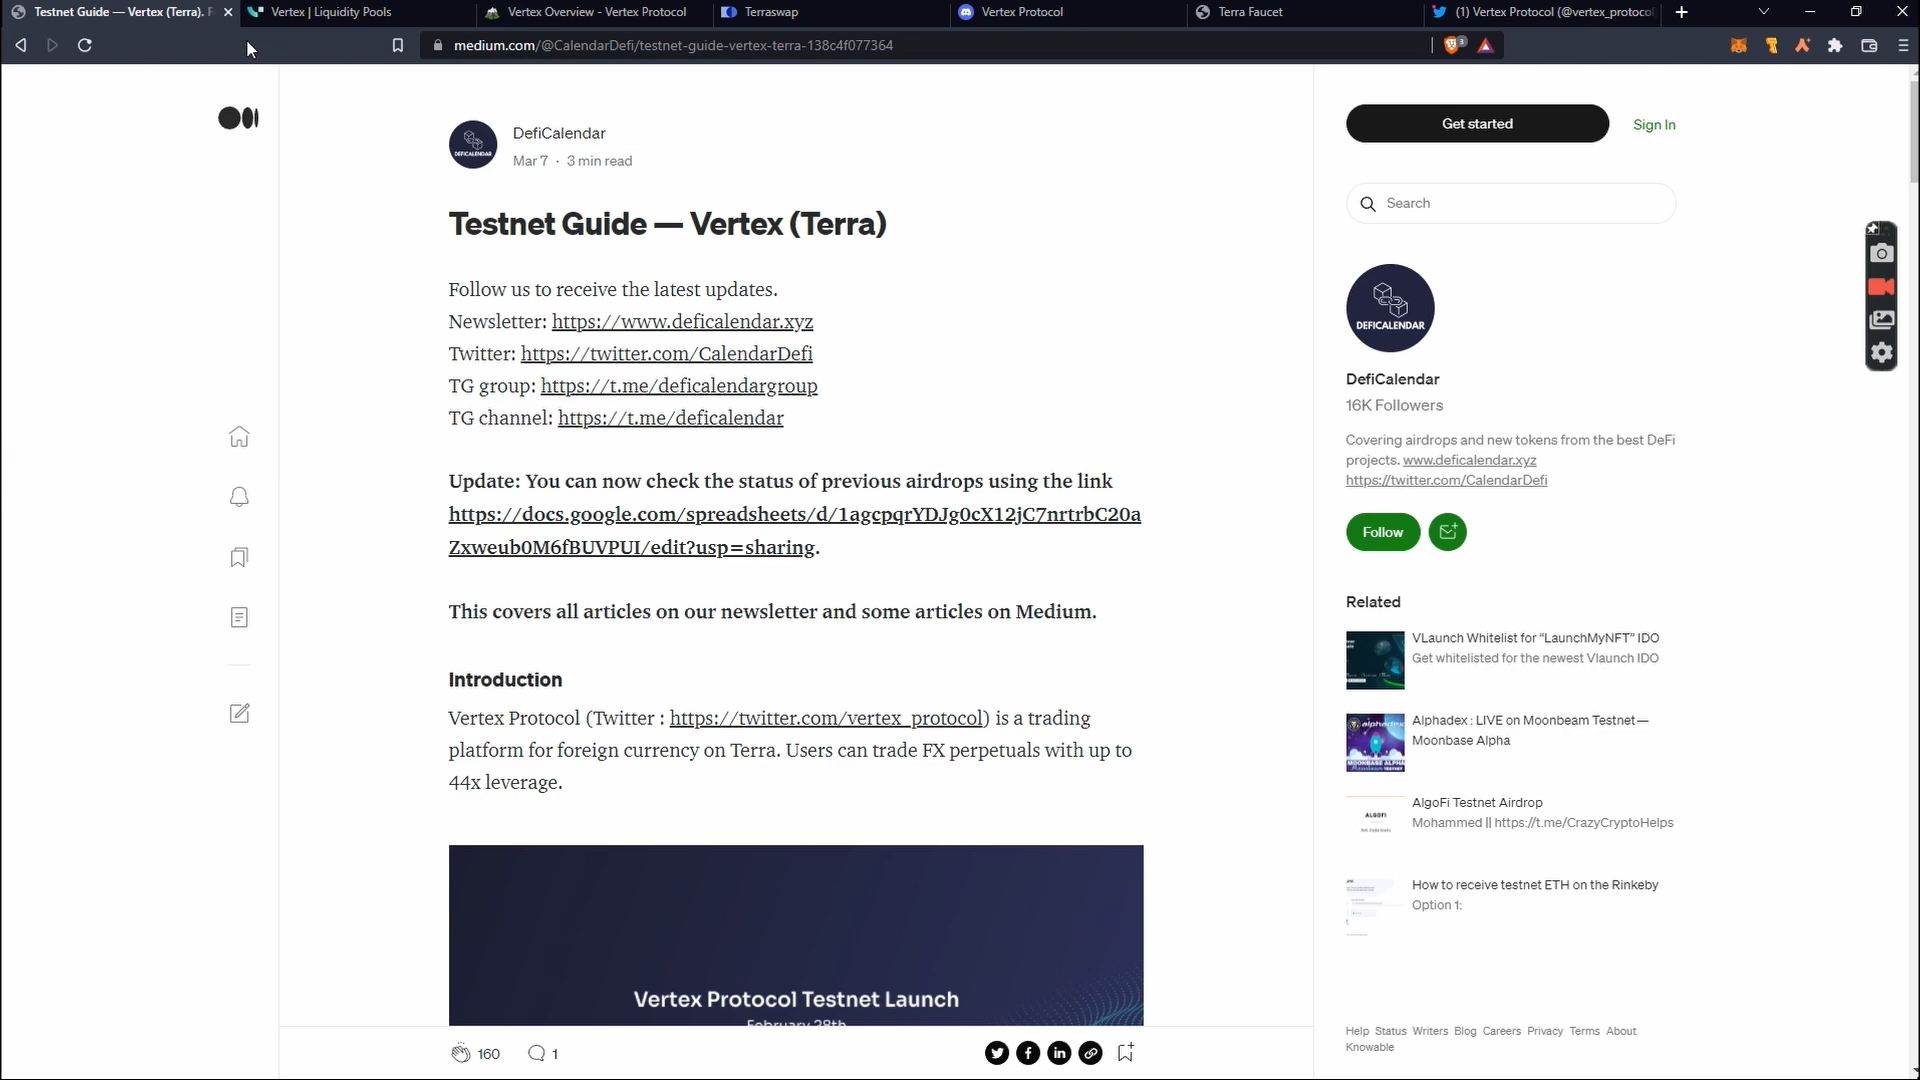 Testnet Guide — Vertex (Terra).
Vertex | Liquidity Pools
Vertex Overview - Vertex Protocol
Terraswap
Vertex Protocol
Terra Faucet
(1) Vertex Protocol (@vertex_protocol
medium.com/@CalendarDefi/testnet-guide-vertex-terra-138c4f077364
3
DEFICALENDAR
DefiCalendar
Mar 7 · 3 min read
Testnet Guide — Vertex (Terra)
Follow us to receive the latest updates.
Newsletter: https://www.deficalendar.xyz
Twitter: https://twitter.com/CalendarDefi
TG group: https://t.me/deficalendargroup
TG channel: https://t.me/deficalendar
Update: You can now check the status of previous airdrops using the link
https://docs.google.com/spreadsheets/d/1agcpqrYDJg0cX12jC7nrtrbC20a
Zxweub0M6fBUVPUI/edit?usp=sharing.
This covers all articles on our newsletter and some articles on Medium.
Introduction
Vertex Protocol (Twitter : https://twitter.com/vertex_protocol) is a trading
platform for foreign currency on Terra. Users can trade FX perpetuals with up to
44x leverage.
Vertex Protocol Testnet Launch
February 28th
160
1
Get started
Sign In
Search
DEFICALENDAR
DefiCalendar
16K Followers
Covering airdrops and new tokens from the best DeFi
projects. www.deficalendar.xyz
https://twitter.com/CalendarDefi
Follow
Related
VLaunch Whitelist for “LaunchMyNFT” IDO
Get whitelisted for the newest Vlaunch IDO
Alphadex : LIVE on Moonbeam Testnet—
Moonbase Alpha
AlgoFi Testnet Airdrop
Mohammed || https://t.me/CrazyCryptoHelps
ALGOFI
How to receive testnet ETH on the Rinkeby
Option 1:
Help Status Writers Blog Careers Privacy Terms About
Knowable